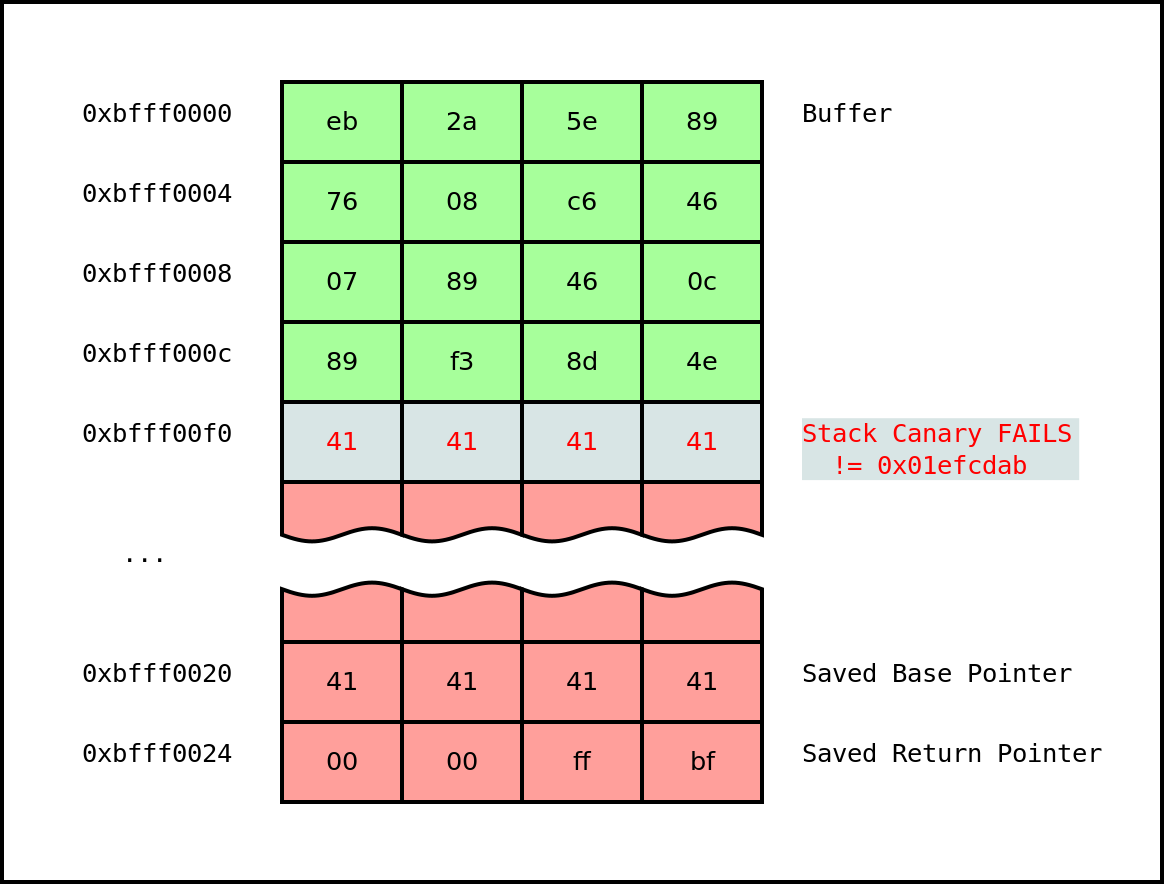 0xbfff0000 eb 2a 5e 89 Buffer
0xbfff0004 76 08 c6 46
0xbfff0008 07 89 46 0c
0xbfff000c 89 f3 8d 4e
0xbfff00f0 41 41 41 41 Stack Canary FAILS
!= 0x01efcdab
...
0xbfff0020 41 41 41 41 Saved Base Pointer
0xbfff0024 00 00 ff bf Saved Return Pointer